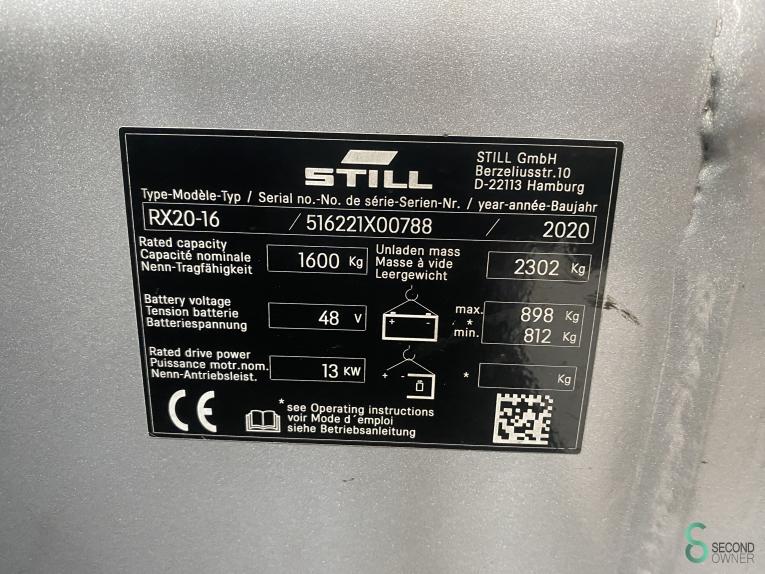 STILL
STILL GmbH
Berzeliusstr.10
D-22113 Hamburg
Type-Modèle-Typ / Serial no.-No. de série-Serien-Nr. / year-année-Baujahr
RX20-16 / 516221X00788 / 2020
Rated capacity
Capacité nominale
Nenn-Tragfähigkeit
1600 Kg
Unladen mass
Masse à vide
Leergewicht
2302 Kg
Battery voltage
Tension batterie
Batteriespannung
48 V
+ -
max. 898 Kg
*
min. 812 Kg
Rated drive power
Puissance motr.nom.
Nenn-Antriebsleist.
13 KW
+ -
* Kg
CE
*see Operating instructions
voir Mode d´emploi
siehe Betriebsanleitung
SECOND
OWNER